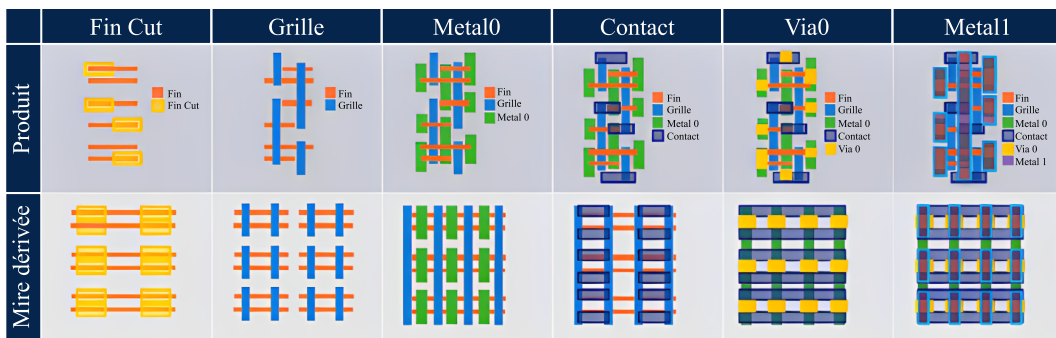 Fin Cut
Grille
Metal0
Contact
Via0
Metal1
Produit
Fin
Fin Cut
Fin
Grille
Fin
Grille
Metal 0
Fin
Grille
Metal 0
Contact
Fin
Grille
Metal 0
Contact
Via 0
Fin
Grille
Metal 0
Contact
Via 0
Metal 1
Mire dérivée